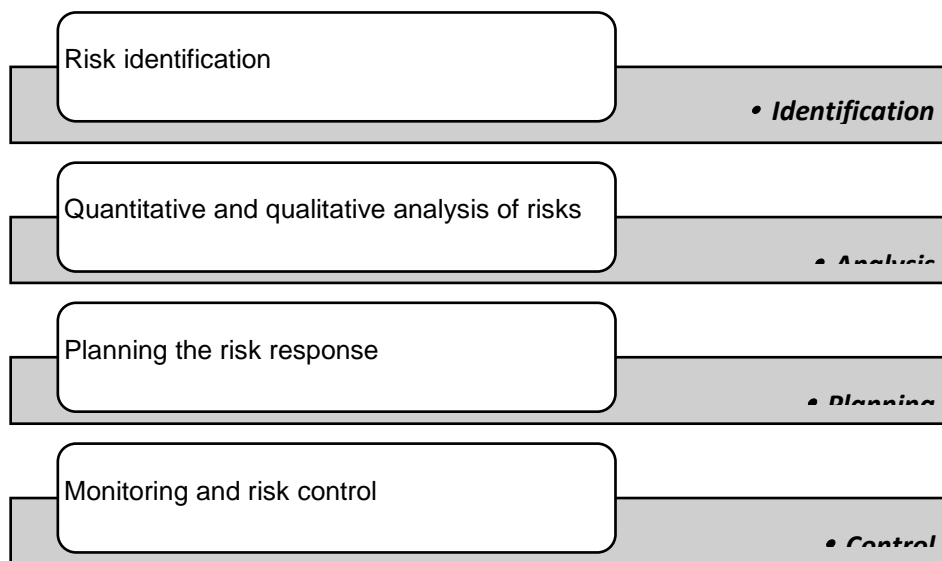 Risk identification
• Identification
Quantitative and qualitative analysis of risks
• Analysis
Planning the risk response
• Planning
Monitoring and risk control
• Control